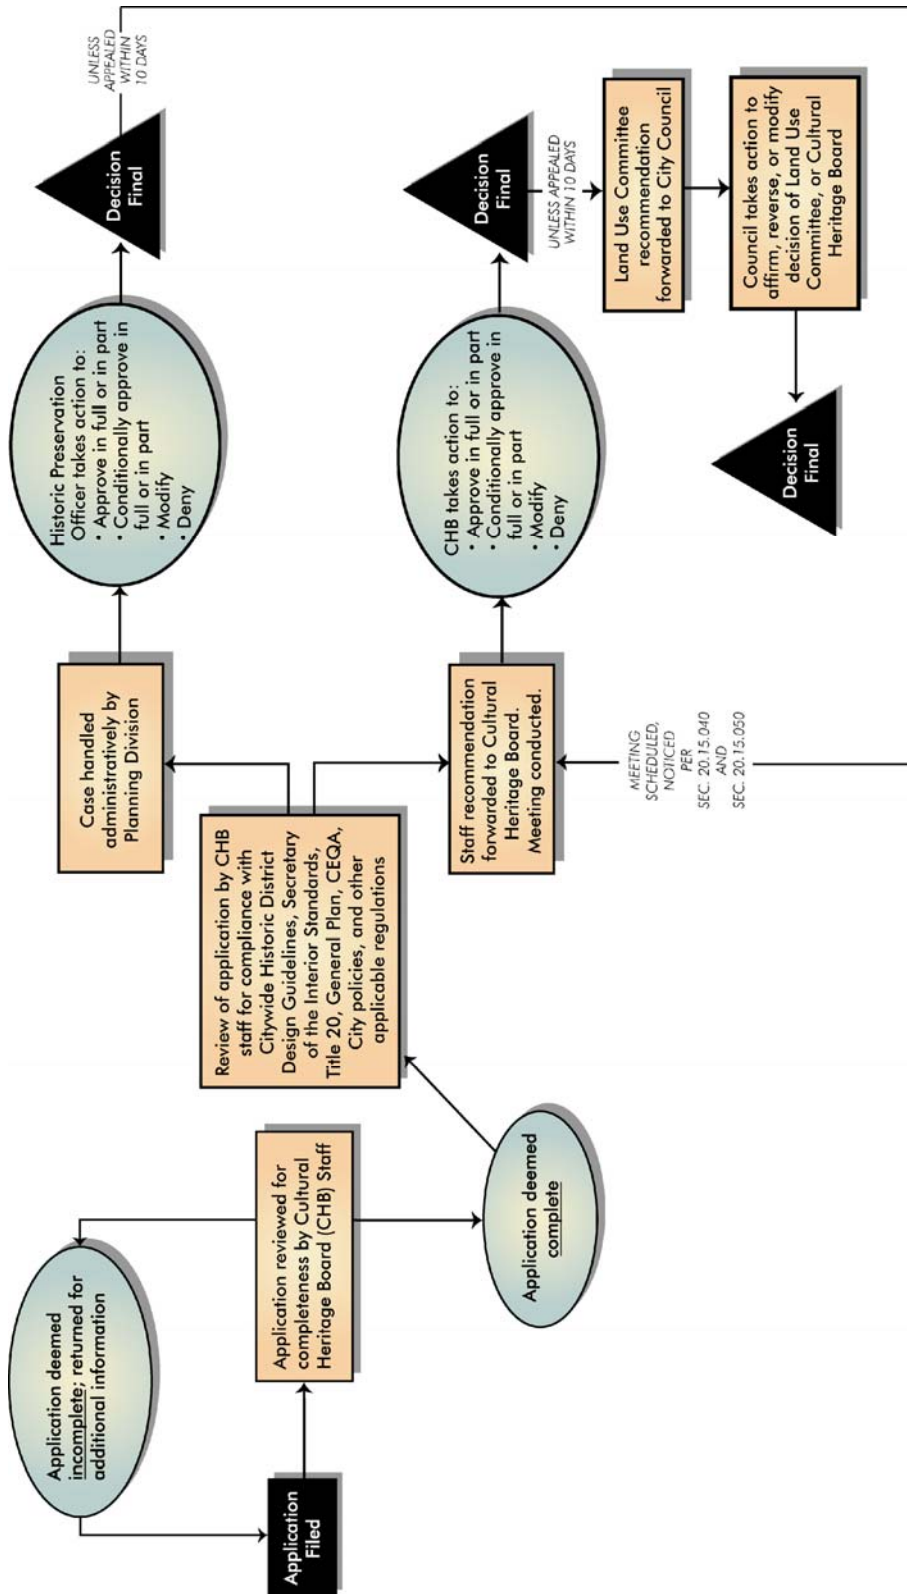 Application
Filed
Application deemed
incomplete; returned for
additional information
Application reviewed for
completeness by Cultural
Heritage Board (CHB) Staff
Application deemed
complete
Review of application by CHB
staff for compliance with
Citywide Historic District
Design Guidelines, Secretary
of the Interior Standards,
Title 20, General Plan, CEQA,
City policies, and other
applicable regulations
Case handled
administratively by
Planning Division
Historic Preservation
Officer takes action to:
• Approve in full or in part
• Conditionally approve in
full or in part
• Modify
• Deny
Decision
Final
UNLESS
APPEALED
WITHIN
10 DAYS
Staff recommendation
forwarded to Cultural
Heritage Board.
Meeting conducted.
MEETING
SCHEDULED,
NOTICED
PER
SEC. 20.15.040
AND
SEC. 20.15.050
CHB takes action to:
• Approve in full or in part
• Conditionally approve in
full or in part
• Modify
• Deny
Decision
Final
UNLESS APPEALED
WITHIN 10 DAYS
Land Use Committee
recommendation
forwarded to City Council
Council takes action to
affirm, reverse, or modify
decision of Land Use
Committee, or Cultural
Heritage Board
Decision
Final